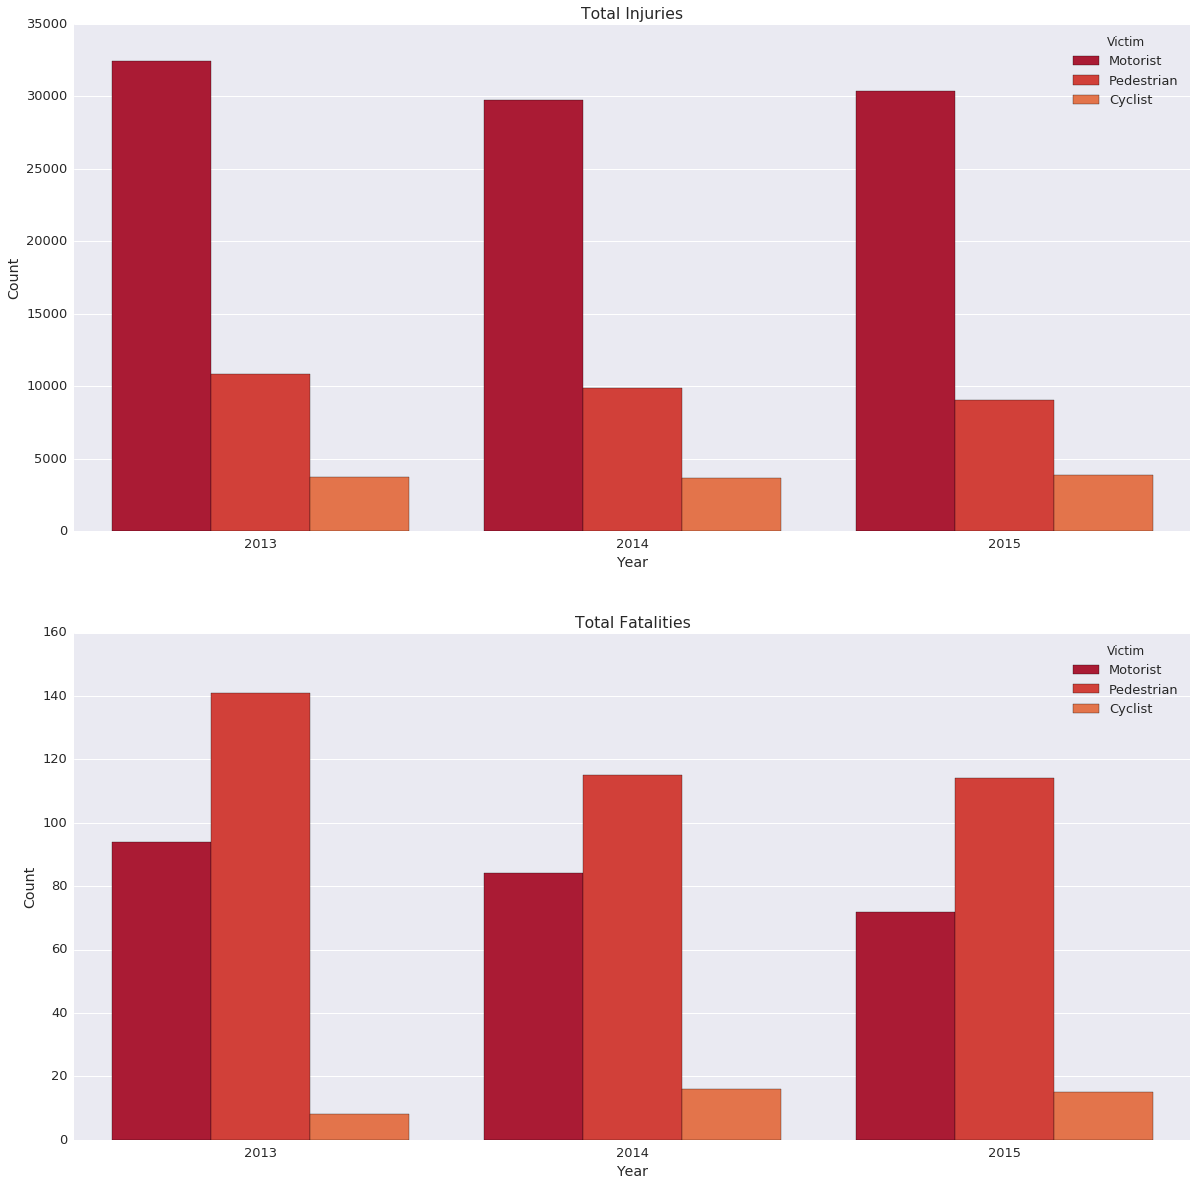 Total Injuries
35000
30000
25000
20000
15000
10000
5000
0
Count
Victim
Motorist
Pedestrian
Cyclist
2013 2014 2015
Year
Total Fatalities
160
140
120
100
80
60
40
20
0
Count
Victim
Motorist
Pedestrian
Cyclist
2013 2014 2015
Year